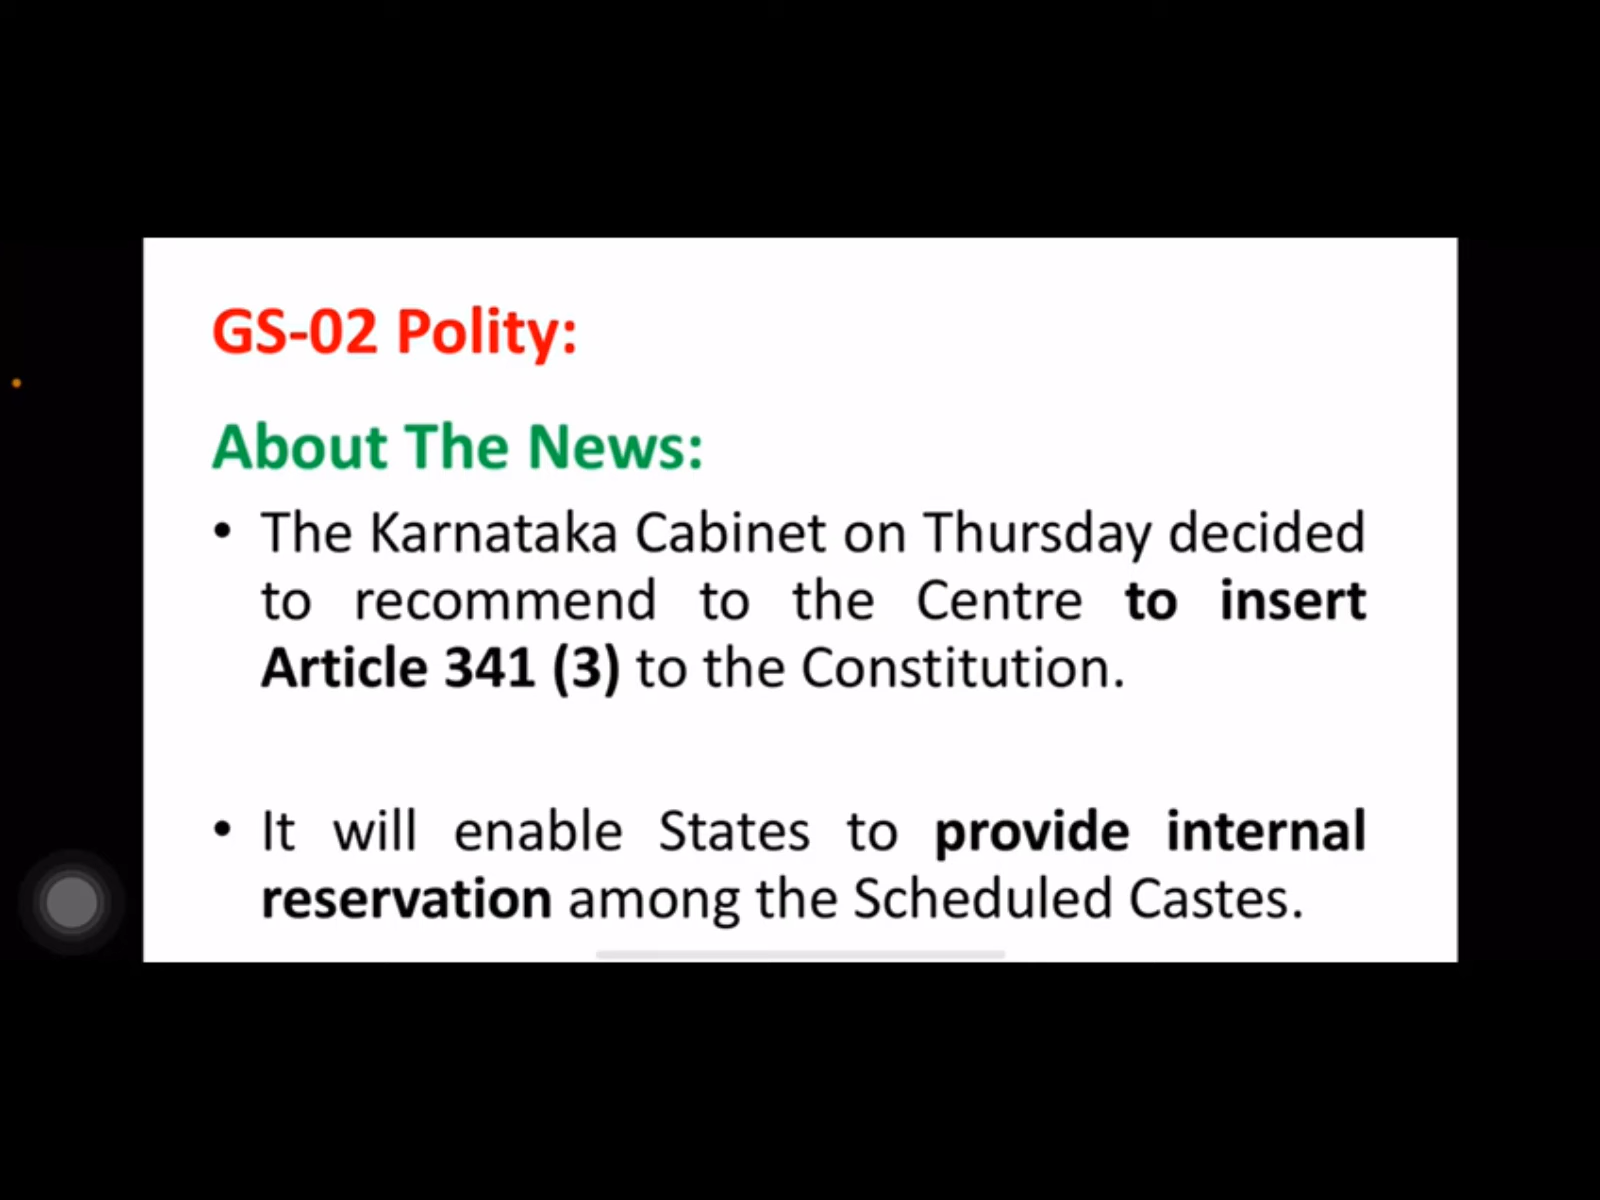 GS-02 Polity:
About The News:
• The Karnataka Cabinet on Thursday decided
to recommend to the Centre to insert
Article 341 (3) to the Constitution.
• It will enable States to provide internal
reservation among the Scheduled Castes.